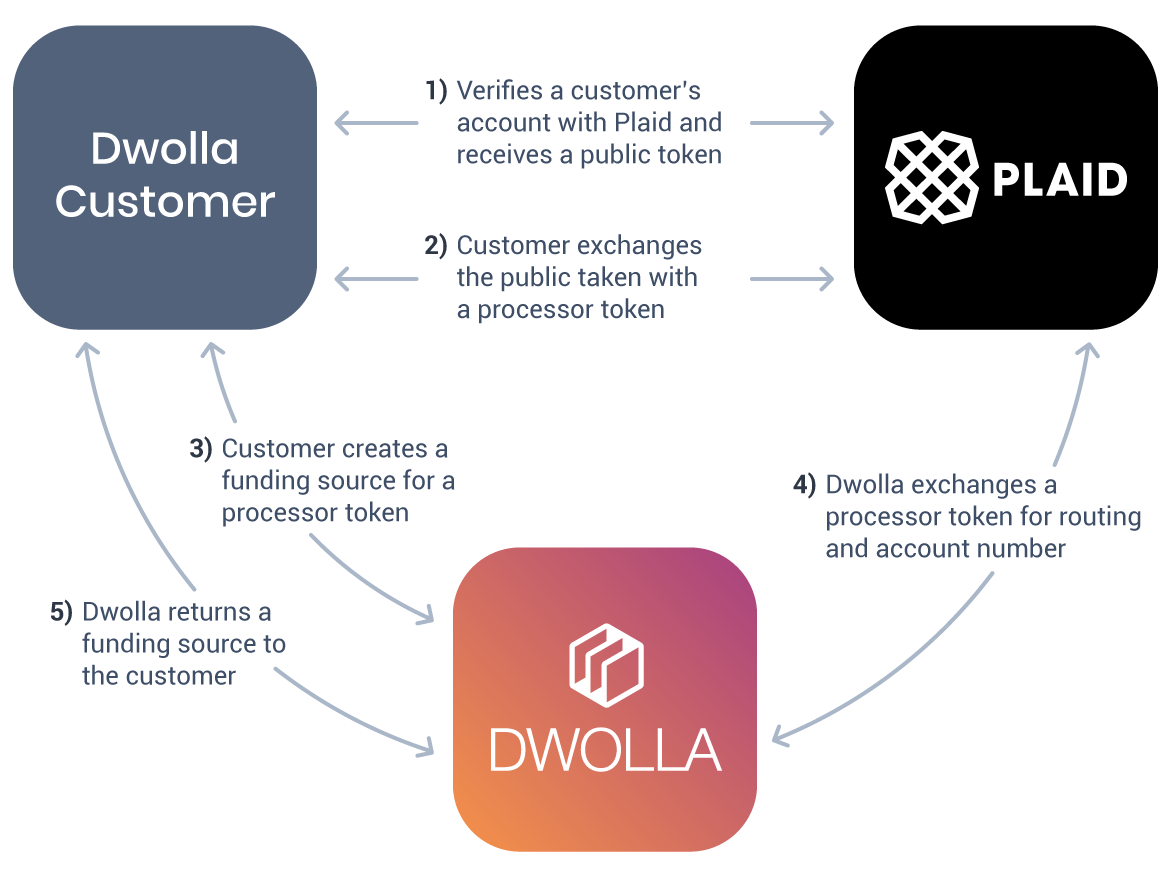 Dwolla
Customer
1) Verifies a customer's
account with Plaid and
receives a public token
PLAID
2) Customer exchanges
the public taken with
a processor token
3) Customer creates a
funding source for a
processor token
4) Dwolla exchanges a
processor token for routing
and account number
5) Dwolla returns a
funding source to
the customer
DWOLLA